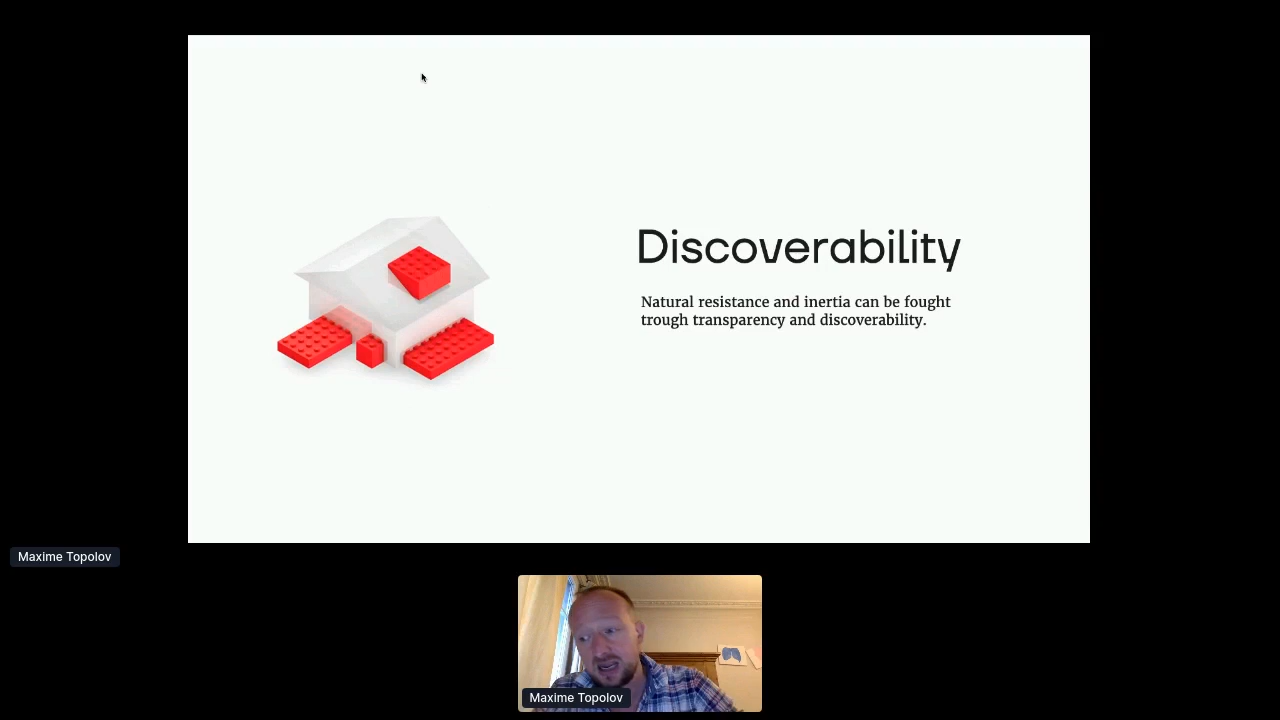 Discoverability
Natural resistance and inertia can be fought
trough transparency and discoverability.
Maxime Topolov
Maxime Topolov